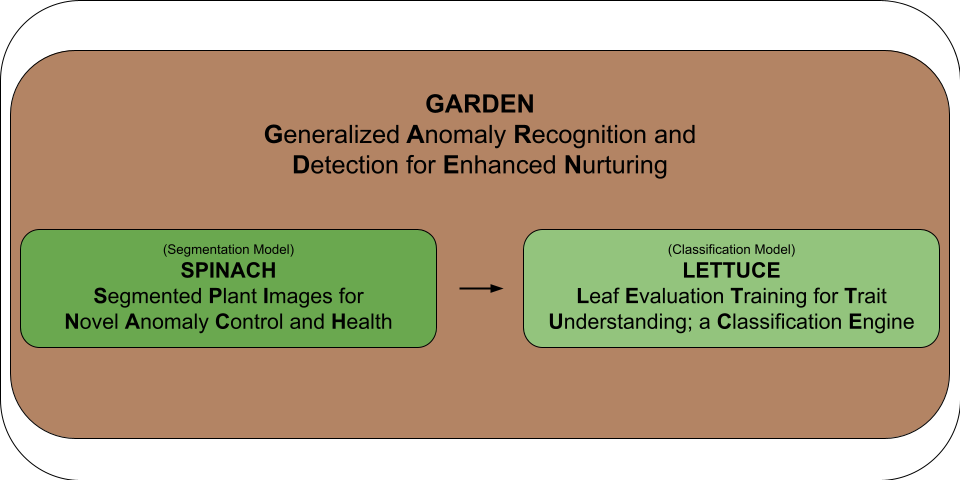 GARDEN
Generalized Anomaly Recognition and
Detection for Enhanced Nurturing
(Segmentation Model)
SPINACH
Segmented Plant Images for
Novel Anomaly Control and Health
(Classification Model)
LETTUCE
Leaf Evaluation Training for Trait
Understanding; a Classification Engine